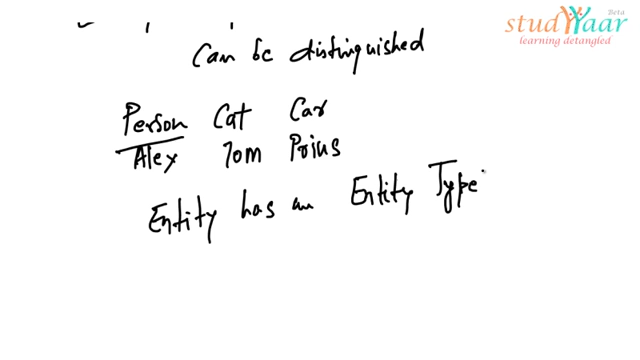 Beta
studYaar
learning detangled
Can be distinguished
Person Cat Car
Alex Tom Prius
Entity has an Entity Type